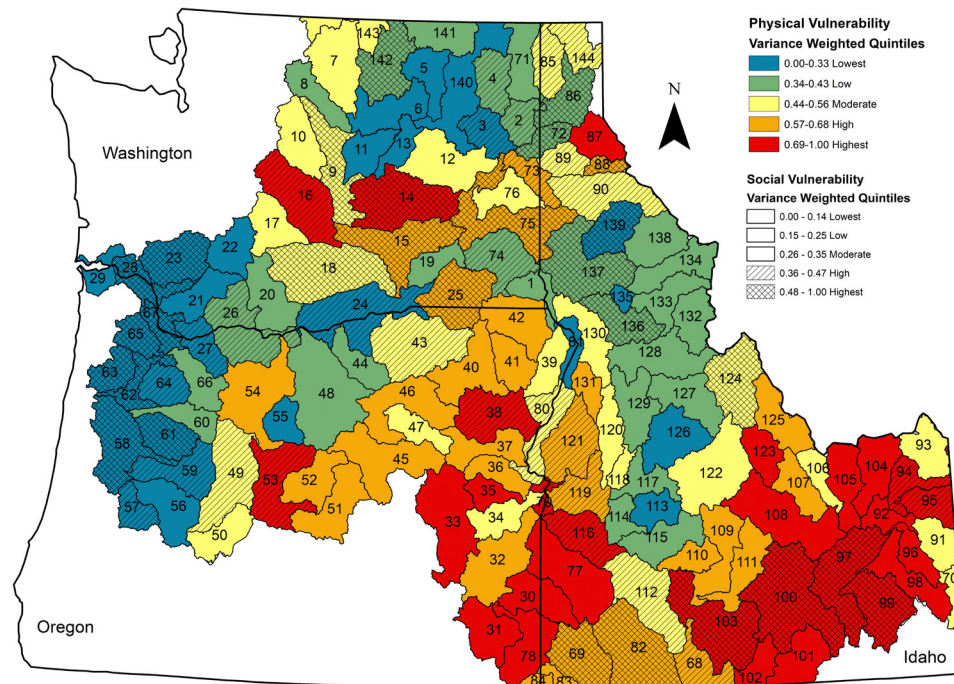 Physical Vulnerability
Variance Weighted Quintiles
0.00-0.33 Lowest
0.34-0.43 Low
0.44-0.56 Moderate
0.57-0.68 High
0.69-1.00 Highest
Social Vulnerability
Variance Weighted Quintiles
0.00 - 0.14 Lowest
0.15 - 0.25 Low
0.26 - 0.35 Moderate
0.36 - 0.47 High
0.48 - 1.00 Highest
N
Washington
Oregon
Idaho
143 141
7 142 5 140 4 71 85 144
8 6 2 86
10 11 13 3 72 87
9 12 89 88
16 14 73 90
17 76 139
15 75 138
22 18 19 74 137 134
29 28 23 24 1 135 133
21 20 25 136 132
67 26 42 130 128
65 27 43 41 39
63 64 66 44 40 131 129 127 124
62 54 48 46 80 120 125
60 55 38 126
58 61 47 121 123
59 49 45 37 122 106 93
53 52 36 118 117 107 105 104 94
57 56 51 35 119 113 108 92 95
50 33 34 116 114 109
32 115 110 111 97 96 91
77 112 100 98 70
30 103 99
31 78 69 82 68 101
84 83 102